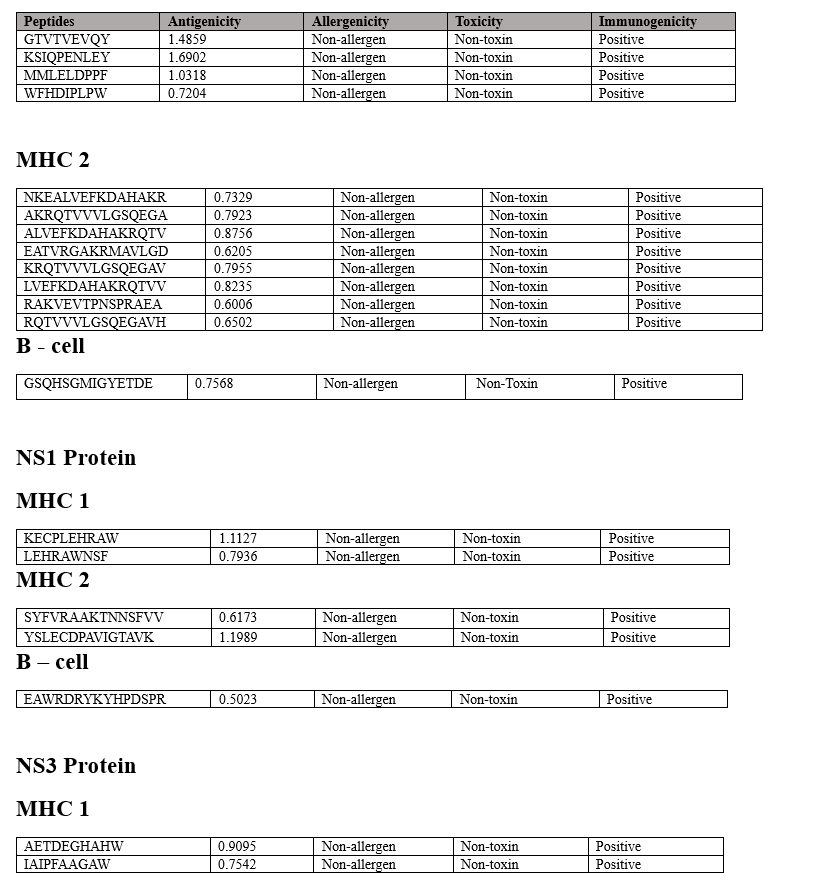 Peptides Antigenicity Allergenicity Toxicity Immunogenicity
GTVTVEVQY 1.4859 Non-allergen Non-toxin Positive
KSIQPENLEY 1.6902 Non-allergen Non-toxin Positive
MMLELDPPF 1.0318 Non-allergen Non-toxin Positive
WFHDIPLPW 0.7204 Non-allergen Non-toxin Positive
MHC 2
NKEALVEFKDAHAKR 0.7329 Non-allergen Non-toxin Positive
AKRQTVVVLGSQEGA 0.7923 Non-allergen Non-toxin Positive
ALVEFKDAHAKRQTV 0.8756 Non-allergen Non-toxin Positive
EATVRGAKRMAVLGD 0.6205 Non-allergen Non-toxin Positive
KRQTVVVLGSQEGAV 0.7955 Non-allergen Non-toxin Positive
LVEFKDAHAKRQTVV 0.8235 Non-allergen Non-toxin Positive
RAKVEVTPNSPRAEA 0.6006 Non-allergen Non-toxin Positive
RQTVVVLGSQEGAVH 0.6502 Non-allergen Non-toxin Positive
B - cell
GSQHSGMIGYETDE 0.7568 Non-allergen Non-Toxin Positive
NS1 Protein
MHC 1
KECPLEHRAW 1.1127 Non-allergen Non-toxin Positive
LEHRAWNSF 0.7936 Non-allergen Non-toxin Positive
MHC 2
SYFVRAAKTNNSFVV 0.6173 Non-allergen Non-toxin Positive
YSLECDPAVIGTAVK 1.1989 Non-allergen Non-toxin Positive
B – cell
EAWRDRYKYHPDSPR 0.5023 Non-allergen Non-toxin Positive
NS3 Protein
MHC 1
AETDEGHAHW 0.9095 Non-allergen Non-toxin Positive
IAIPFAAGAW 0.7542 Non-allergen Non-toxin Positive